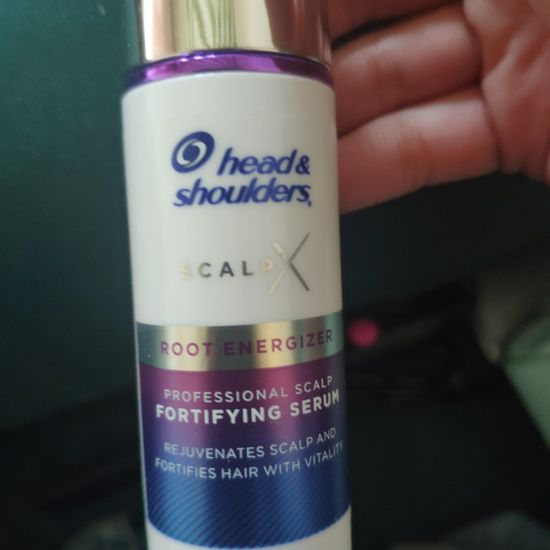 head &
shoulders
SCALP X
ROOT ENERGIZER
PROFESSIONAL SCALP
FORTIFYING SERUM
REJUVENATES SCALP AND
FORTIFIES HAIR WITH VITALITY